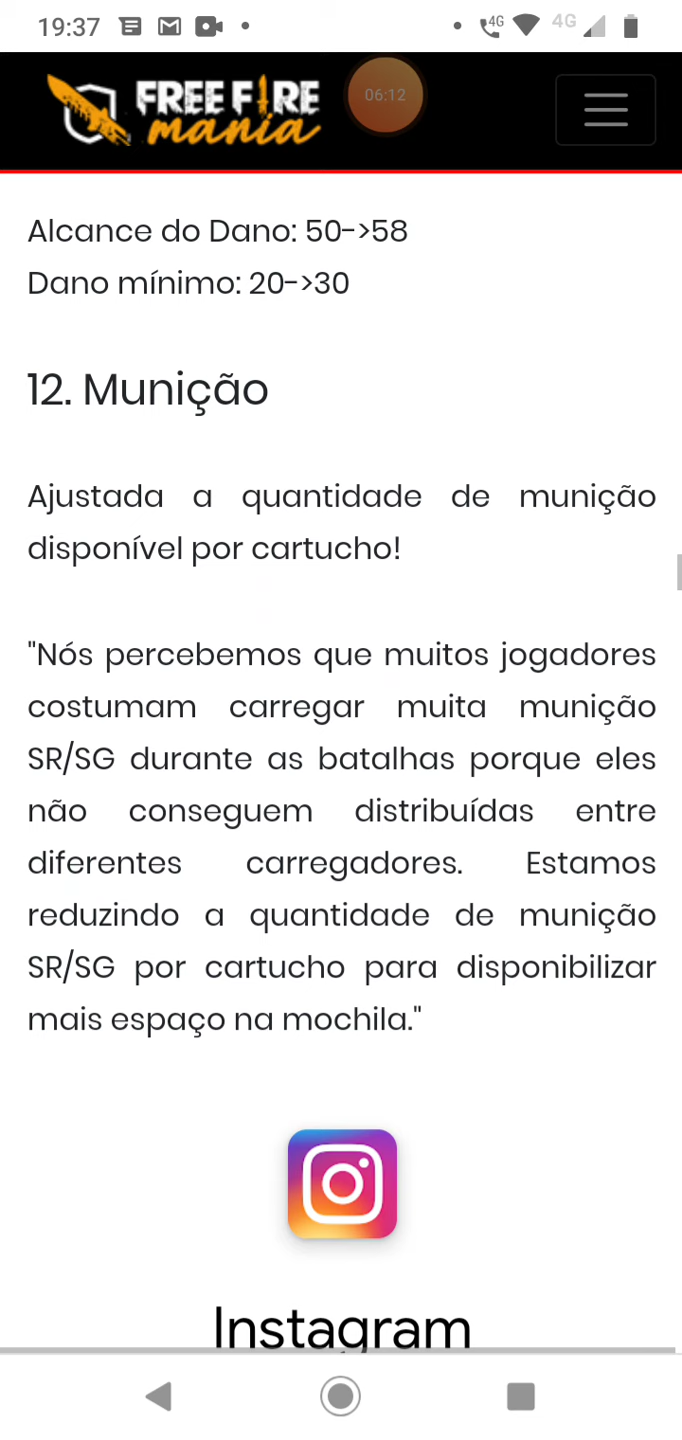 19:37 4G 4G
FREE FIRE
mania
06:12
Alcance do Dano: 50->58
Dano mínimo: 20->30
12. Munição
Ajustada a quantidade de munição
disponível por cartucho!
"Nós percebemos que muitos jogadores
costumam carregar muita munição
SR/SG durante as batalhas porque eles
não conseguem distribuídas entre
diferentes carregadores. Estamos
reduzindo a quantidade de munição
SR/SG por cartucho para disponibilizar
mais espaço na mochila."
Instagram